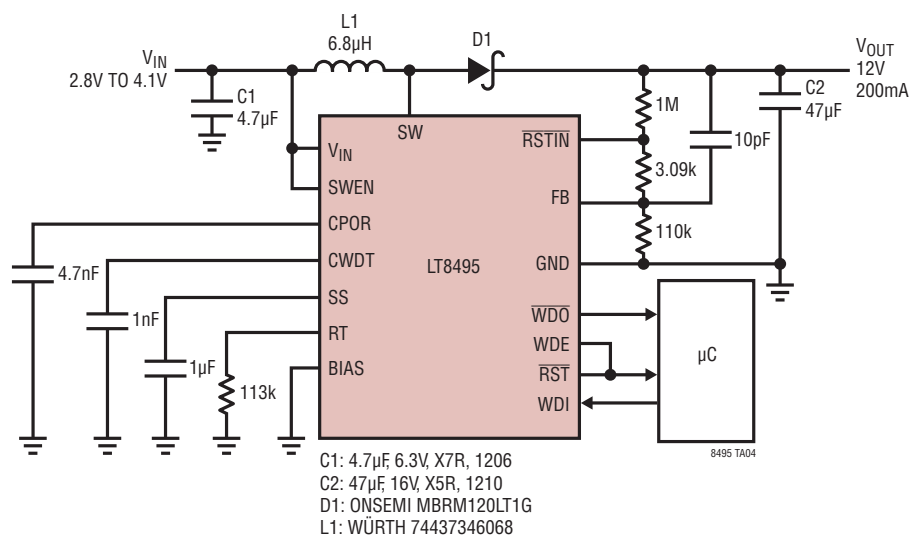 L1
6.8µH
D1
VIN
2.8V TO 4.1V
VOUT
12V
200mA
C1
4.7µF
C2
47µF
1M
10pF
3.09k
110k
SW
VIN
SWEN
CPOR
CWDT
SS
RT
BIAS
LT8495
RSTIN
FB
GND
WDO
WDE
RST
WDI
4.7nF
1nF
1µF
113k
µC
8495 TA04
C1: 4.7µF, 6.3V, X7R, 1206
C2: 47µF, 16V, X5R, 1210
D1: ONSEMI MBRM120LT1G
L1: WÜRTH 74437346068